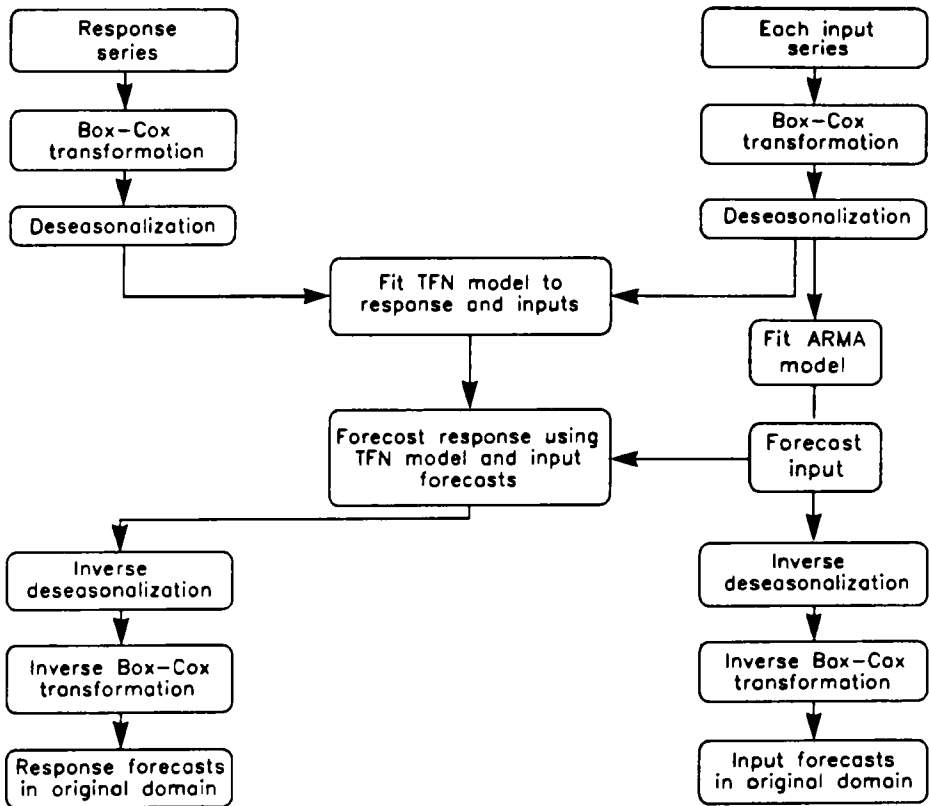 Response
series
Each input
series
Box-Cox
transformation
Box-Cox
transformation
Deseasonalization
Deseasonalization
Fit TFN model to
response and inputs
Fit ARMA
model
Forecast response using
TFN model and input
forecasts
Forecast
input
Inverse
deseasonalization
Inverse
deseasonalization
Inverse Box-Cox
transformation
Inverse Box-Cox
transformation
Response forecasts
in original domain
Input forecasts
in original domain